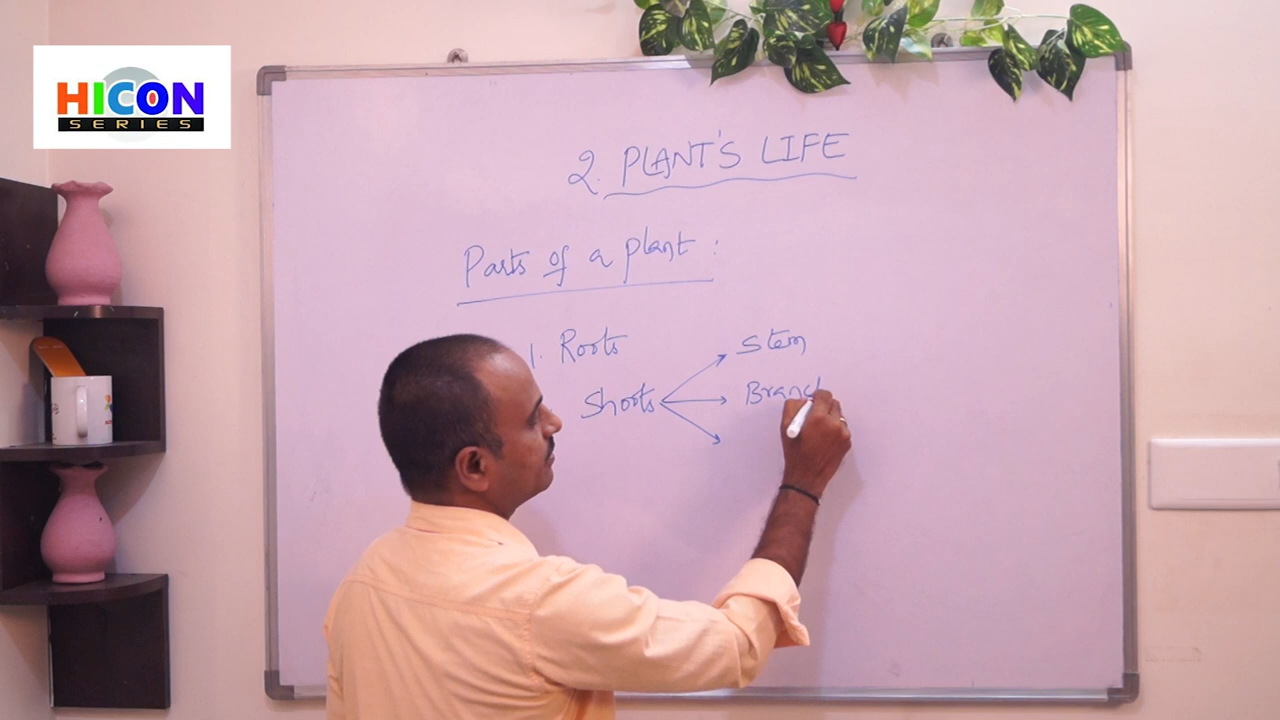 HICON
SERIES
2. PLANT'S LIFE
Parts of a plant :
1. Roots
Shoots
Stem
Branch